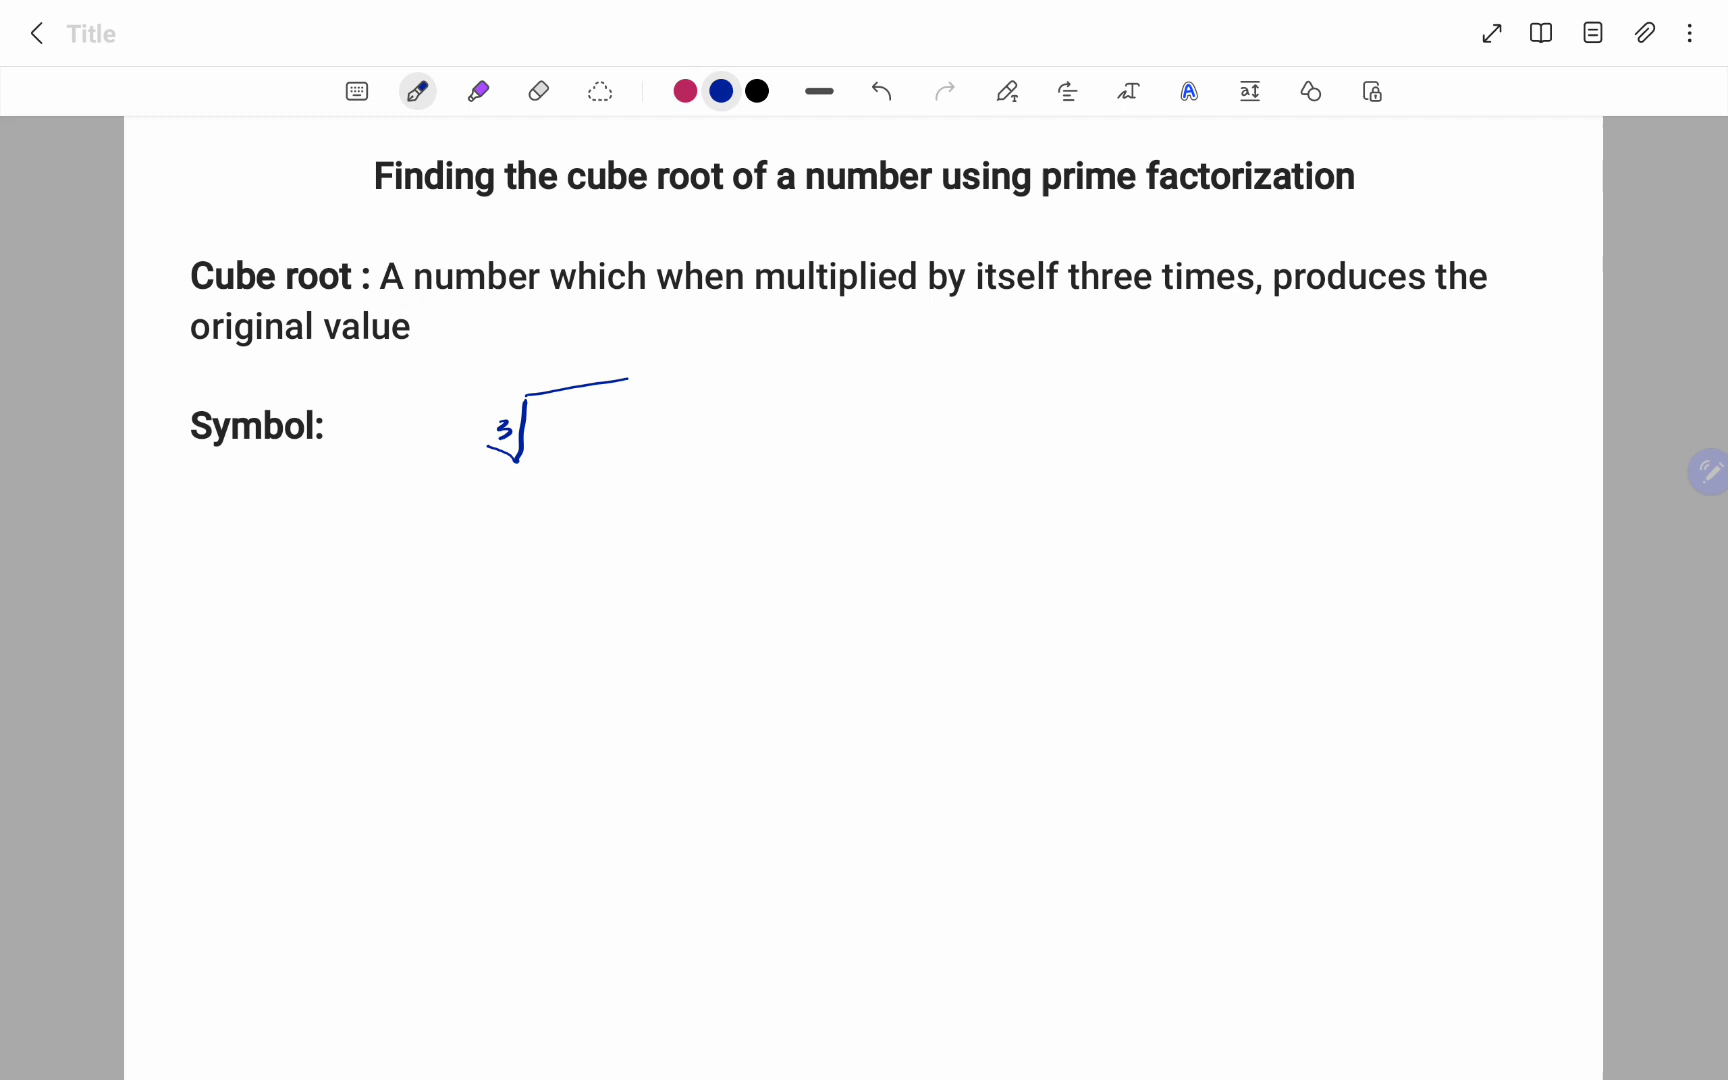 Title
Finding the cube root of a number using prime factorization
Cube root : A number which when multiplied by itself three times, produces the
original value
Symbol: ∛